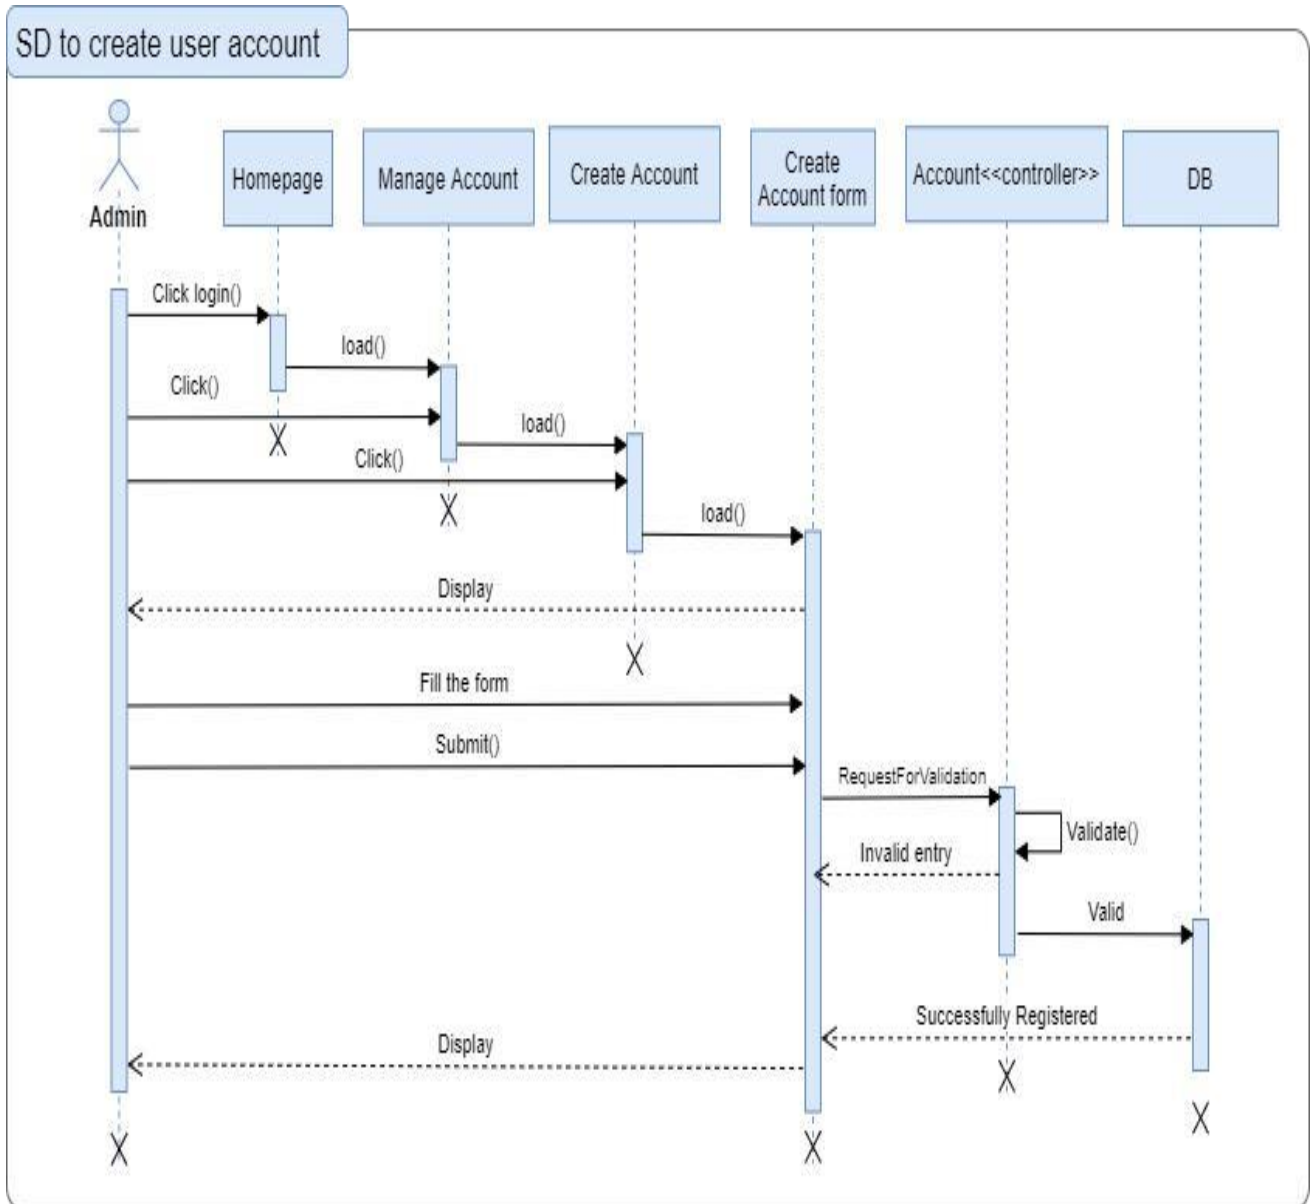 SD to create user account
Admin
Homepage
Manage Account
Create Account
Create
Account form
Account<<controller>>
DB
Click login()
load()
Click()
load()
Click()
load()
Display
Fill the form
Submit()
RequestForValidation
Validate()
Invalid entry
Valid
Successfully Registered
Display